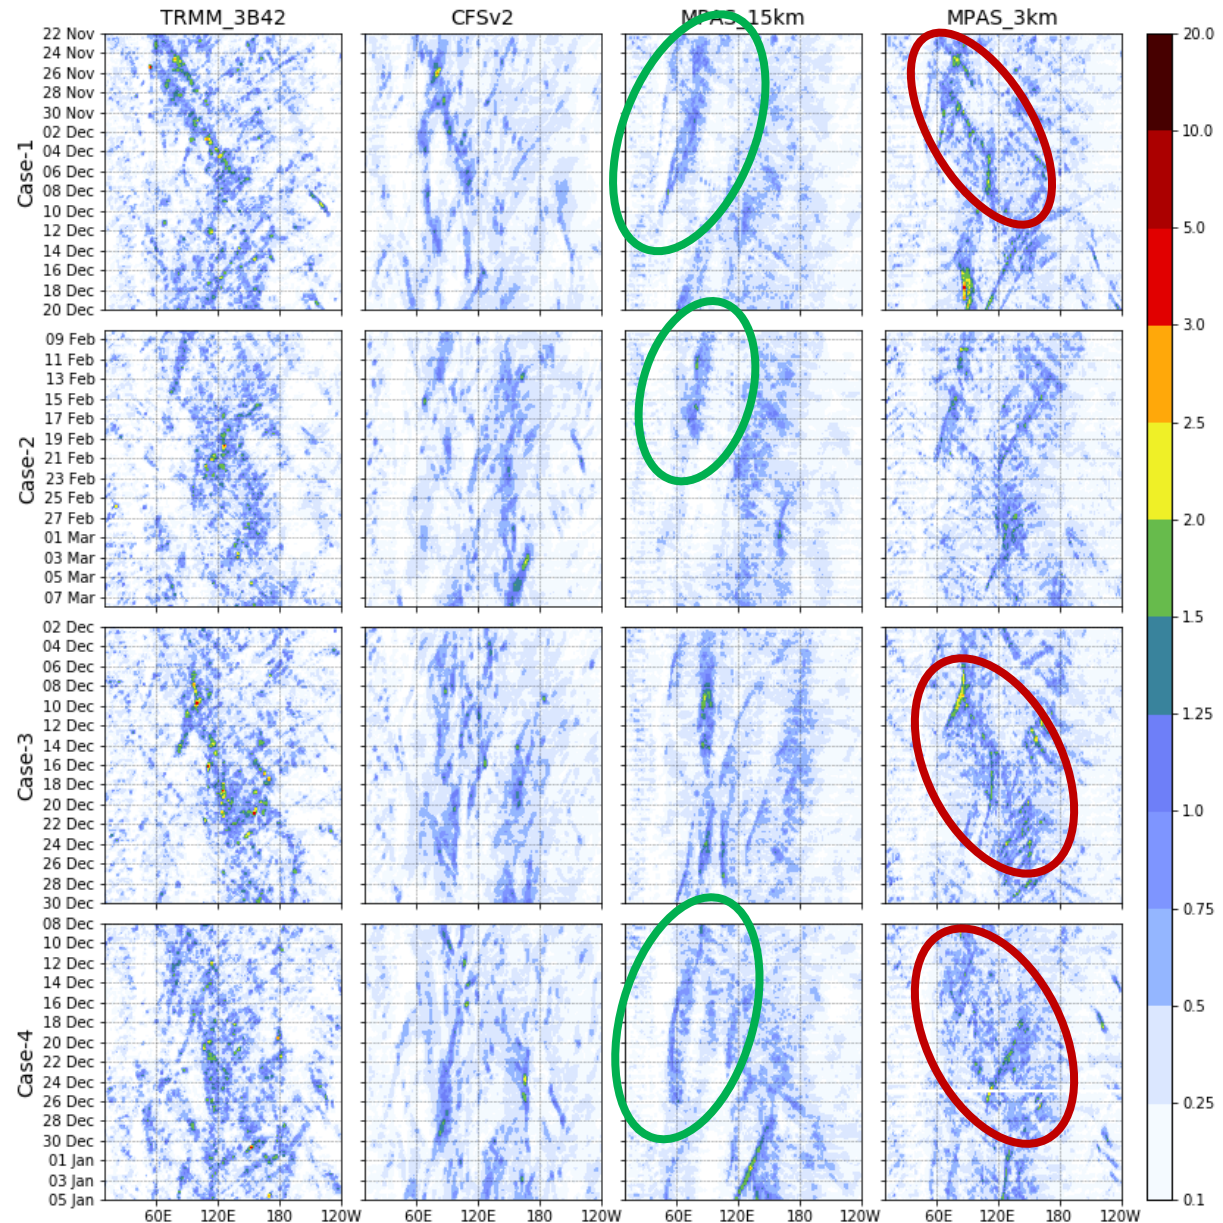 TRMM_3B42 CFSv2 MPAS_15km MPAS_3km
22 Nov
24 Nov
26 Nov
28 Nov
30 Nov
02 Dec
04 Dec
06 Dec
08 Dec
10 Dec
12 Dec
14 Dec
16 Dec
18 Dec
20 Dec
Case-1
09 Feb
11 Feb
13 Feb
15 Feb
17 Feb
19 Feb
21 Feb
23 Feb
25 Feb
27 Feb
01 Mar
03 Mar
05 Mar
07 Mar
Case-2
02 Dec
04 Dec
06 Dec
08 Dec
10 Dec
12 Dec
14 Dec
16 Dec
18 Dec
20 Dec
22 Dec
24 Dec
26 Dec
28 Dec
30 Dec
Case-3
08 Dec
10 Dec
12 Dec
14 Dec
16 Dec
18 Dec
20 Dec
22 Dec
24 Dec
26 Dec
28 Dec
30 Dec
01 Jan
03 Jan
05 Jan
Case-4
60E 120E 180 120W 60E 120E 180 120W 60E 120E 180 120W 60E 120E 180 120W
20.0
10.0
5.0
3.0
2.5
2.0
1.5
1.25
1.0
0.75
0.5
0.25
0.1